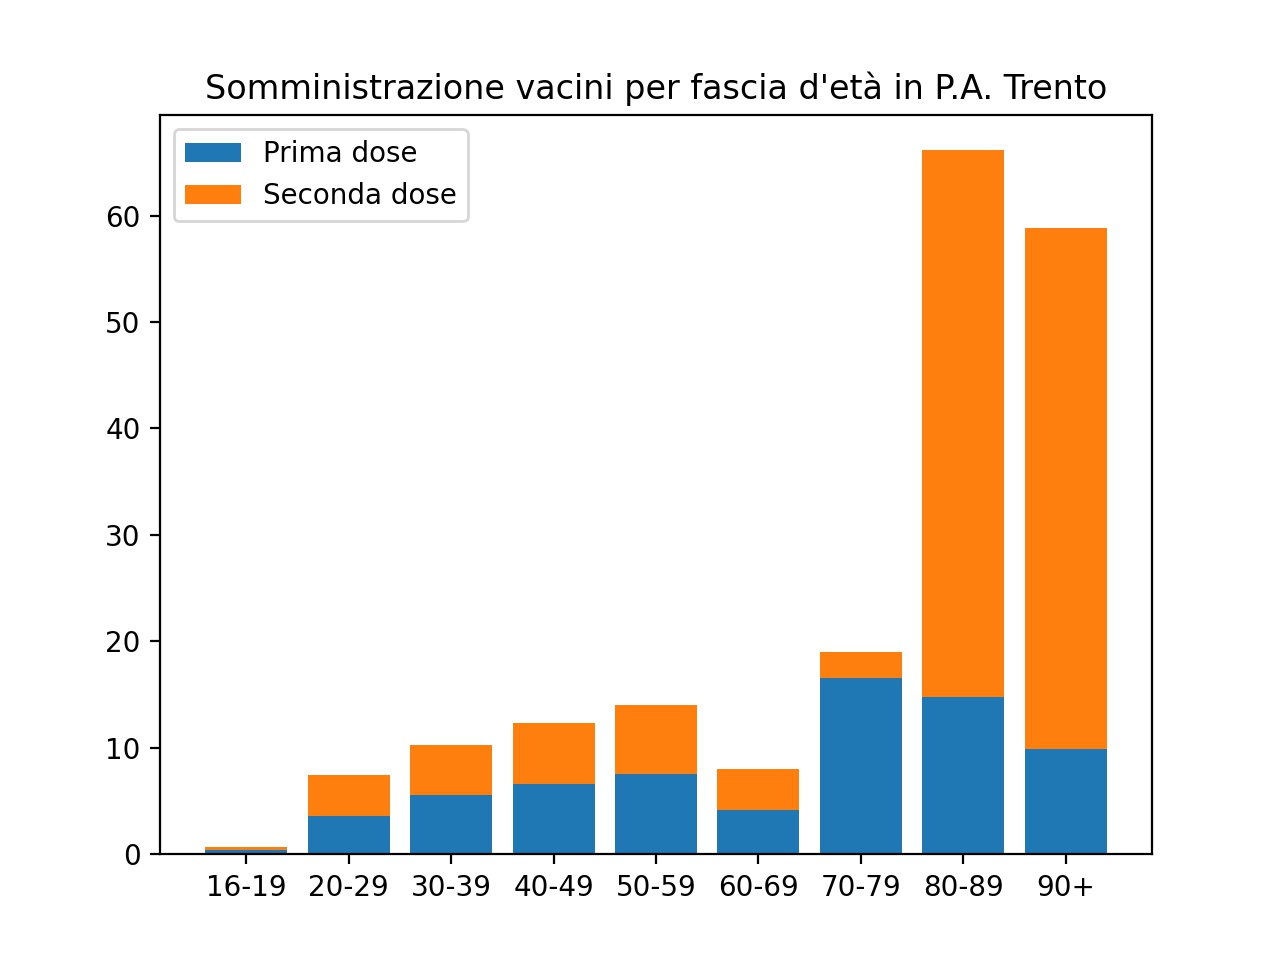 Somministrazione vacini per fascia d'età in P.A. Trento
Prima dose
Seconda dose
60
50
40
30
20
10
0
16-19 20-29 30-39 40-49 50-59 60-69 70-79 80-89 90+